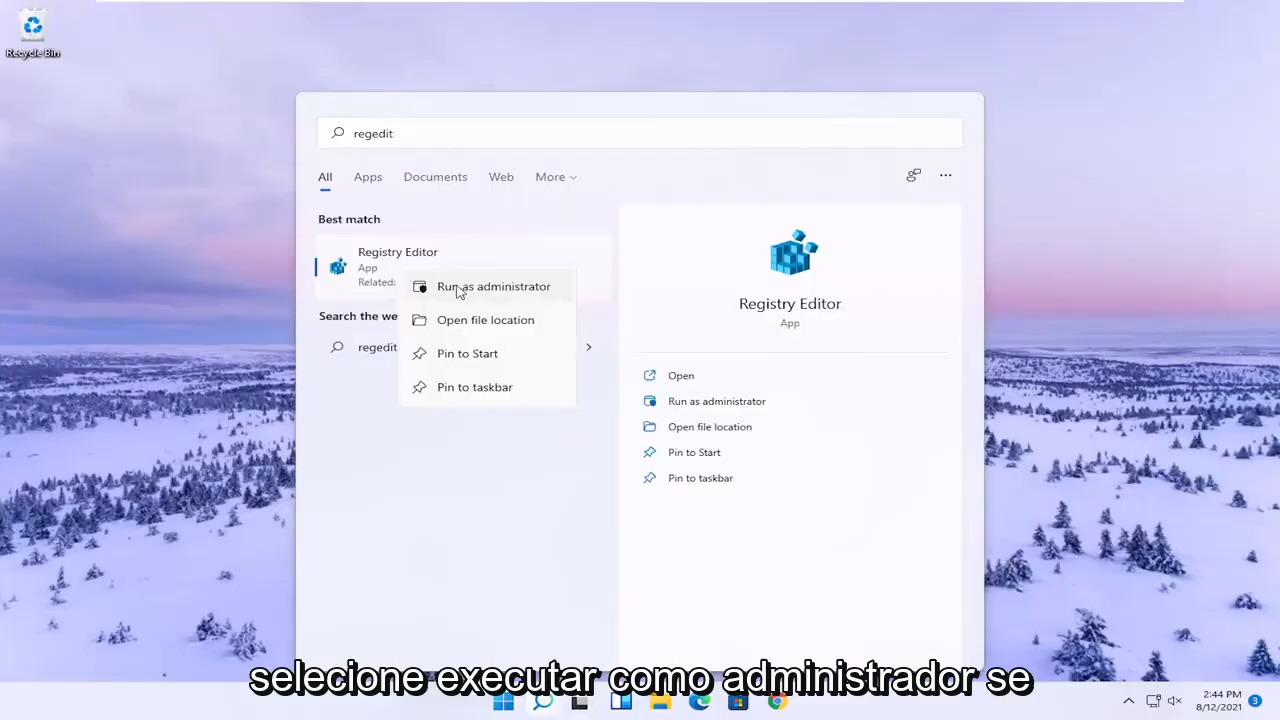 Recycle Bin
regedit
All
Apps
Documents
Web
More
Best match
Registry Editor
App
Related:
Run as administrator
Open file location
Pin to Start
Pin to taskbar
Search the we
regedit
Registry Editor
App
Open
Run as administrator
Open file location
Pin to Start
Pin to taskbar
selecione executar como administrador se
2:44 PM
8/12/2021
3